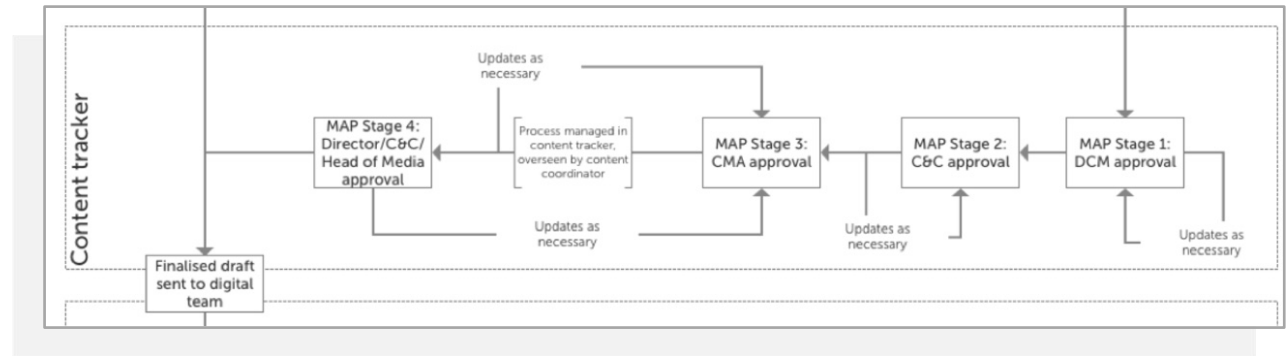 Content tracker
Updates as
necessary
MAP Stage 4:
Director/C&C/
Head of Media
approval
Process managed in
content tracker,
overseen by content
coordinator
MAP Stage 3:
CMA approval
MAP Stage 2:
C&C approval
MAP Stage 1:
DCM approval
Updates as
necessary
Updates as
necessary
Updates as
necessary
Finalised draft
sent to digital
team